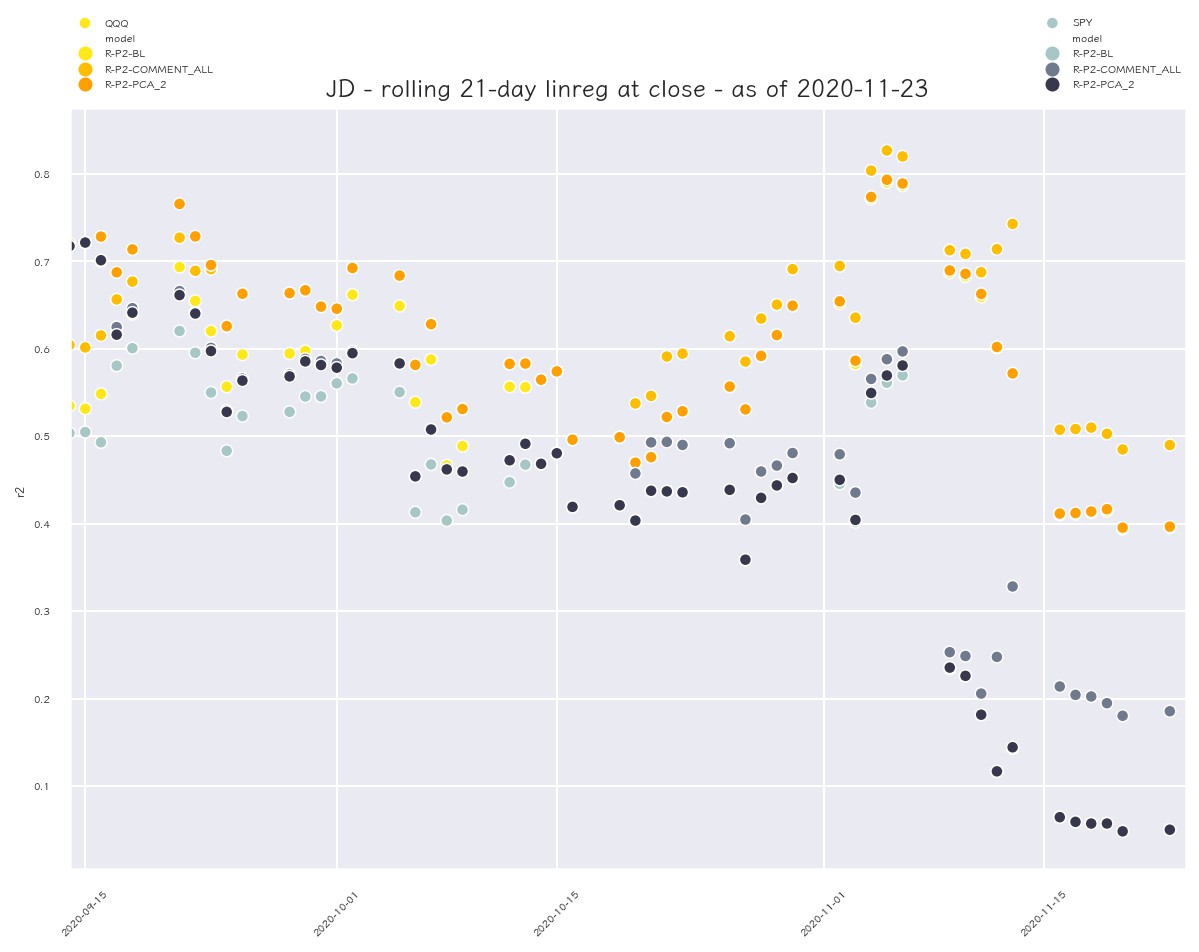 QQQ
model
R-P2-BL
R-P2-COMMENT_ALL
R-P2-PCA_2
SPY
model
R-P2-BL
R-P2-COMMENT_ALL
R-P2-PCA_2
JD - rolling 21-day linreg at close - as of 2020-11-23
r2
0.8
0.7
0.6
0.5
0.4
0.3
0.2
0.1
2020-09-15
2020-10-01
2020-10-15
2020-11-01
2020-11-15